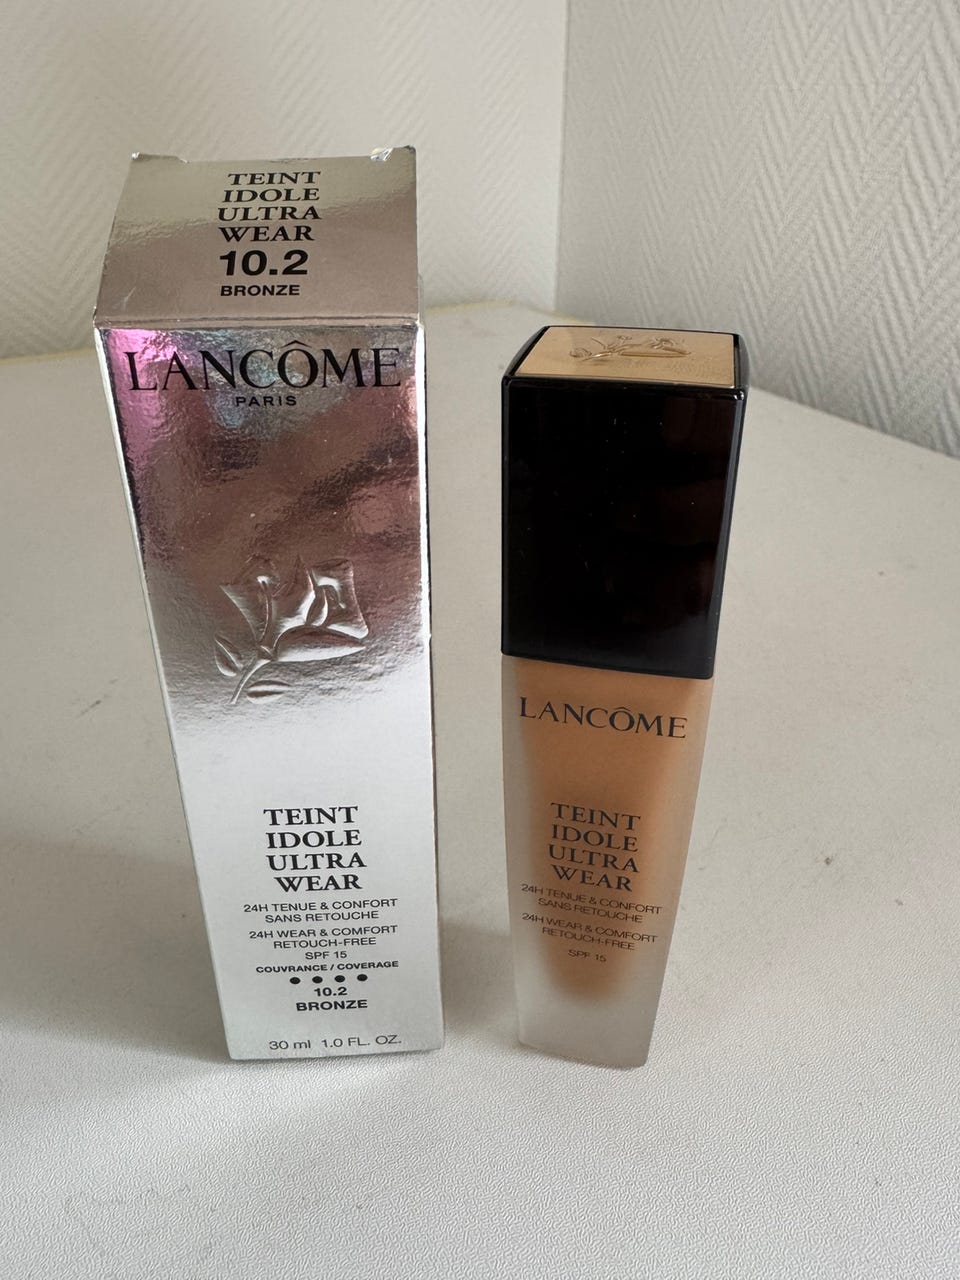 TEINT
IDOLE
ULTRA
WEAR
10.2
BRONZE
LANCÔME
PARIS
TEINT
IDOLE
ULTRA
WEAR
24H TENUE & CONFORT
SANS RETOUCHE
24H WEAR & COMFORT
RETOUCH-FREE
SPF 15
COUVRANCE / COVERAGE
10.2
BRONZE
30 ml 1.0 FL. OZ.
LANCÔME
TEINT
IDOLE
ULTRA
WEAR
24H TENUE & CONFORT
SANS RETOUCHE
24H WEAR & COMFORT
RETOUCH-FREE
SPF 15